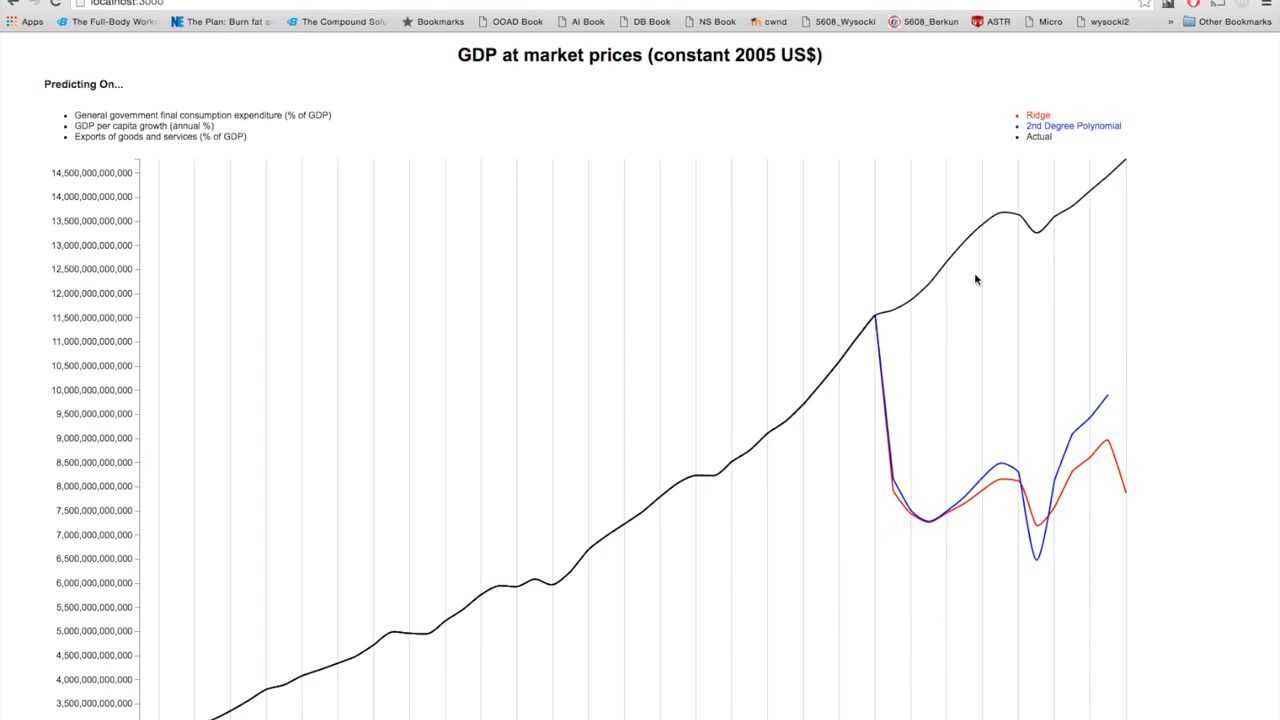 localhost:3000
Apps The Full-Body Worko The Plan: Burn fat an The Compound Solu Bookmarks OOAD Book AI Book DB Book NS Book cwnd 5608_Wysocki 5608_Berkun ASTR Micro wysocki2 » Other Bookmarks
GDP at market prices (constant 2005 US$)
Predicting On...
General government final consumption expenditure (% of GDP)
GDP per capita growth (annual %)
Exports of goods and services (% of GDP)
Ridge
2nd Degree Polynomial
Actual
14,500,000,000,000
14,000,000,000,000
13,500,000,000,000
13,000,000,000,000
12,500,000,000,000
12,000,000,000,000
11,500,000,000,000
11,000,000,000,000
10,500,000,000,000
10,000,000,000,000
9,500,000,000,000
9,000,000,000,000
8,500,000,000,000
8,000,000,000,000
7,500,000,000,000
7,000,000,000,000
6,500,000,000,000
6,000,000,000,000
5,500,000,000,000
5,000,000,000,000
4,500,000,000,000
4,000,000,000,000
3,500,000,000,000